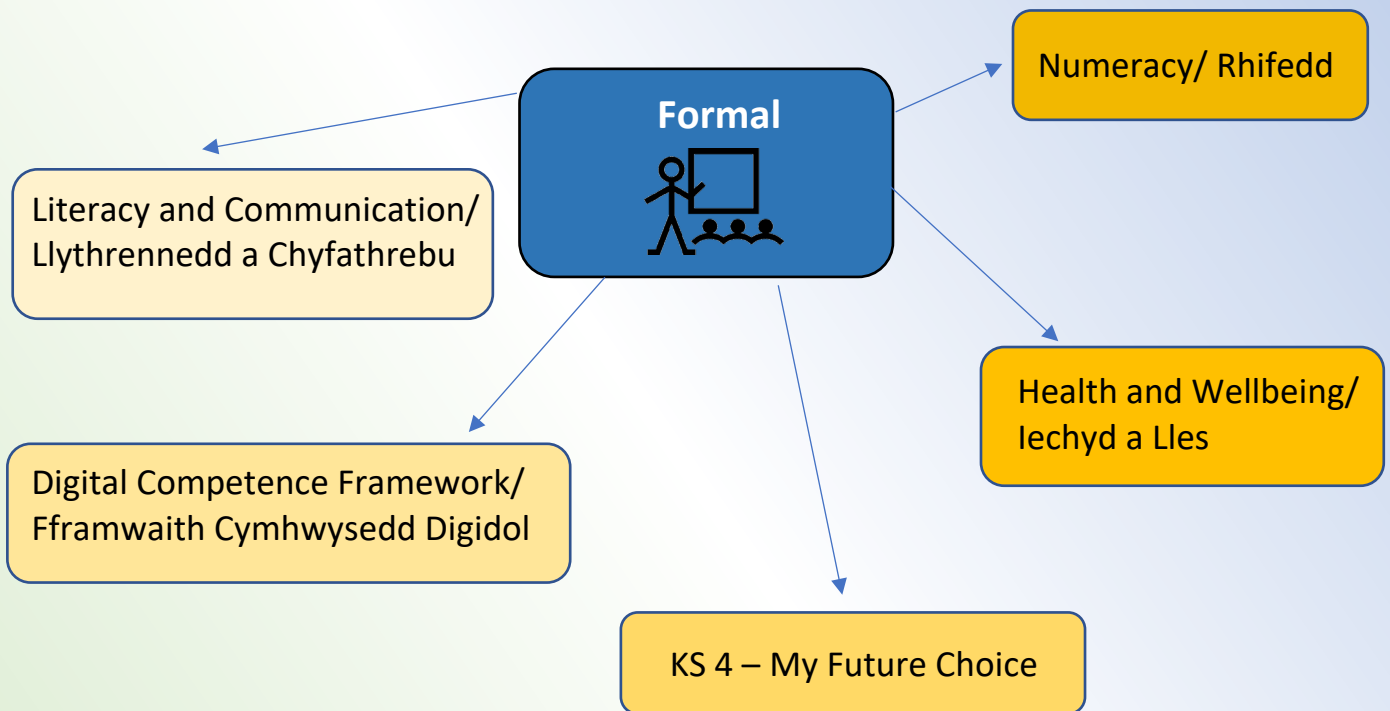 Formal
Numeracy/ Rhifedd
Literacy and Communication/
Llythrennedd a Chyfathrebu
Health and Wellbeing/
Iechyd a Lles
Digital Competence Framework/
Fframwaith Cymhwysedd Digidol
KS 4 – My Future Choice